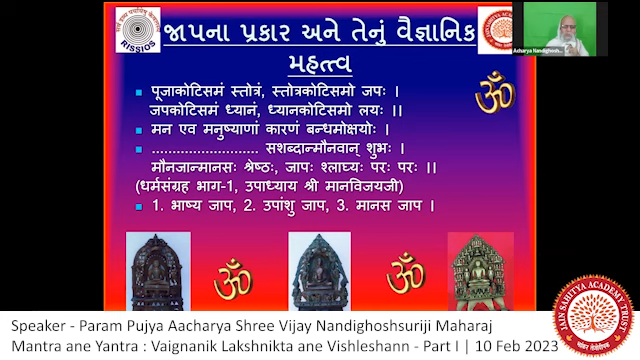 RISSIOS
જાપના પ્રકાર અને તેનું વૈજ્ઞાનિક
મહત્ત્વ
पूजाकोटिसमं स्तोत्रं, स्तोत्रकोटिसमो जपः ।
जपकोटिसमं ध्यानं, ध्यानकोटिसमो लयः ।।
मन एव मनुष्याणां कारणं बन्धमोक्षयोः ।
.......................... सशब्दान्मौनवान् शुभः ।
मौनजान्मानसः श्रेष्ठः, जापः श्लाघ्यः परः परः ।।
(धर्मसंग्रह भाग-1, उपाध्याय श्री मानविजयजी)
1. भाष्य जाप, 2. उपांशु जाप, 3. मानस जाप ।
ॐ
ॐ
ॐ
Acharya Nandighosh...
JAIN SAHITYA ACADEMY TRUST
Speaker - Param Pujya Aacharya Shree Vijay Nandighoshsuriji Maharaj
Mantra ane Yantra : Vaignanik Lakshnikta ane Vishleshann - Part I | 10 Feb 2023